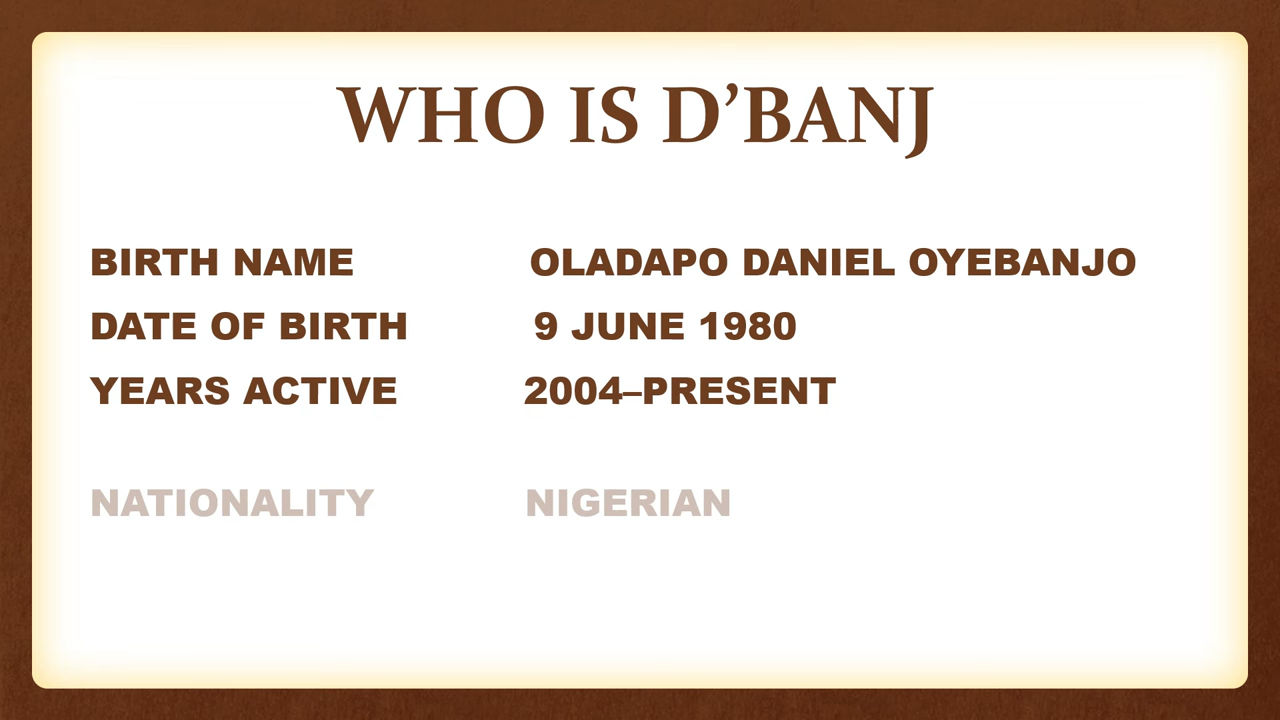 WHO IS D’BANJ
BIRTH NAME OLADAPO DANIEL OYEBANJO
DATE OF BIRTH 9 JUNE 1980
YEARS ACTIVE 2004–PRESENT
NATIONALITY NIGERIAN